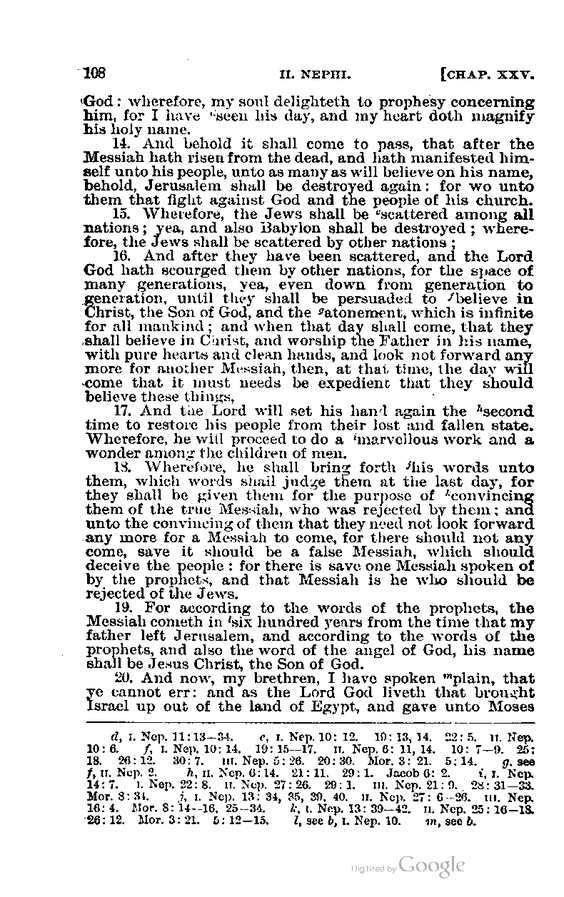 108 II. NEPHI. [CHAP. XXV.
God: wherefore, my soul delighteth to prophesy concerning
him, for I have dseen his day, and my heart doth magnify
his holy name.
14. And behold it shall come to pass, that after the
Messiah hath risen from the dead, and hath manifested him-
self unto his people, unto as many as will believe on his name,
behold, Jerusalem shall be destroyed again: for wo unto
them that fight against God and the people of his church.
15. Wherefore, the Jews shall be escattered among all
nations; yea, and also Babylon shall be destroyed; where-
fore, the Jews shall be scattered by other nations;
16. And after they have been scattered, and the Lord
God hath scourged them by other nations, for the space of
many generations, yea, even down from generation to
generation, until they shall be persuaded to fbelieve in
Christ, the Son of God, and the gatonement, which is infinite
for all mankind; and when that day shall come, that they
shall believe in Christ, and worship the Father in his name,
with pure hearts and clean hands, and look not forward any
more for another Messiah, then, at that time, the day will
come that it must needs be expedient that they should
believe these things.
17. And the Lord will set his hand again the hsecond
time to restore his people from their lost and fallen state.
Wherefore, he will proceed to do a imarvellous work and a
wonder among the children of men.
18. Wherefore, he shall bring forth jhis words unto
them, which words shall judge them at the last day, for
they shall be given them for the purpose of kconvincing
them of the true Messiah, who was rejected by them; and
unto the convincing of them that they need not look forward
any more for a Messiah to come, for there should not any
come, save it should be a false Messiah, which should
deceive the people: for there is save one Messiah spoken of
by the prophets, and that Messiah is he who should be
rejected of the Jews.
19. For according to the words of the prophets, the
Messiah cometh in lsix hundred years from the time that my
father left Jerusalem, and according to the words of the
prophets, and also the word of the angel of God, his name
shall be Jesus Christ, the Son of God.
20. And now, my brethren, I have spoken mplain, that
ye cannot err: and as the Lord God liveth that brought
Israel up out of the land of Egypt, and gave unto Moses
d, I. Nep. 11:13—34. e, I. Nep. 10: 12. 19: 13, 14. 22: 5. II. Nep.
10: 6. f, I. Nep. 10: 14. 19: 15—17. II. Nep. 6: 11, 14. 10: 7—9. 25:
18. 26: 12. 30: 7. III. Nep. 5: 26. 20: 30. Mor. 3: 21. 5: 14. g, see
f, II. Nep. 2. h, II. Nep. 6: 14. 21: 11. 29: 1. Jacob 6: 2. i, I. Nep.
14: 7. I. Nep. 22: 8. II. Nep. 27: 26. 29: 1. III. Nep. 21: 9. 28: 31—33.
Mor. 8: 34. j, I. Nep. 13: 34, 35, 39, 40. II. Nep. 27: 6—26. III. Nep.
16: 4. Mor. 8: 14—16, 25—34. k, I. Nep. 13: 39—42. II. Nep. 25: 16—18.
26: 12. Mor. 3: 21. 5: 12—15. l, see b, I. Nep. 10. m, see b.
Digitized by Google